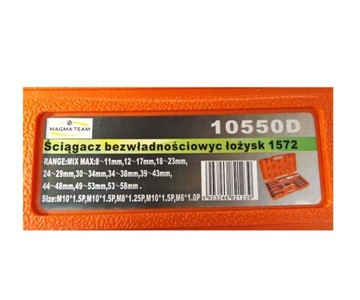 MAGMA TEAM
10550D
Ściągacz bezwładnościowyc łożysk 1572
RANGE:MIX MAX:8~11mm,12~17mm,18~23mm,
24~29mm,30~34mm,34~38mm,39~43mm,
44~48mm,49~53mm,53~58mm.
Size:M10*1.5P,M10*1.5P,M8*1.25P,M10*1.5P,M6*1.0P